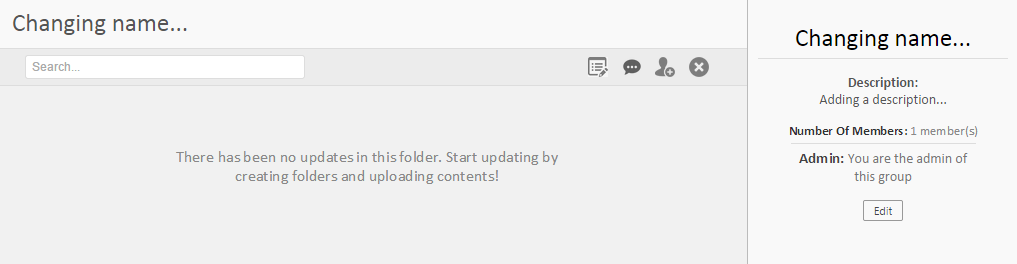 Changing name...
Search...
There has been no updates in this folder. Start updating by
creating folders and uploading contents!
Changing name...
Description:
Adding a description...
Number Of Members: 1 member(s)
Admin: You are the admin of
this group
Edit